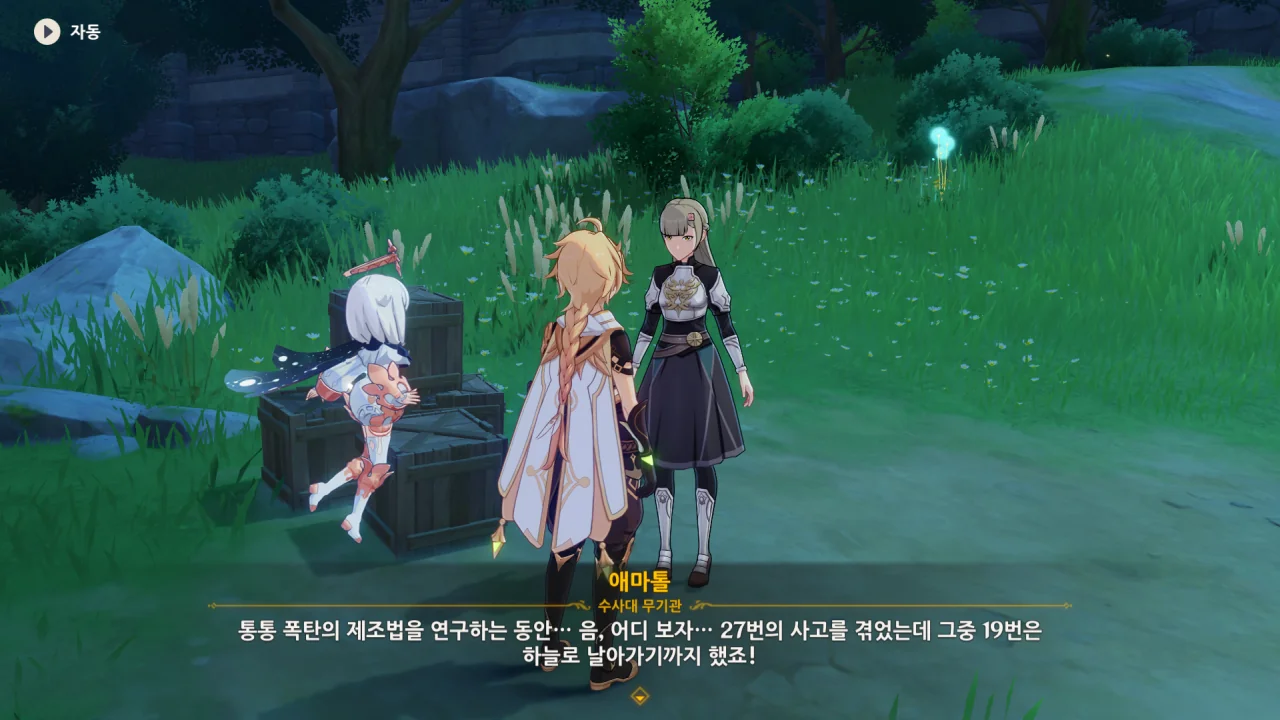 자동
애마톨
수사대 무기관
통통 폭탄의 제조법을 연구하는 동안… 음, 어디 보자… 27번의 사고를 겪었는데 그중 19번은
하늘로 날아가기까지 했죠!